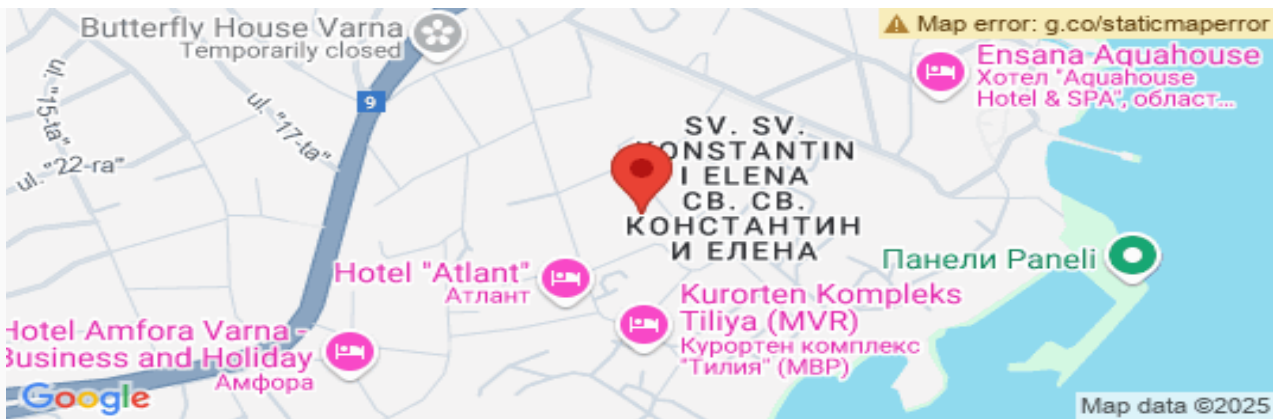 Butterfly House Varna
Temporarily closed
Map error: g.co/staticmaperror
Ensana Aquahouse
Хотел "Aquahouse
Hotel & SPA", област...
9
ul. "15-ta"
ul. "17-ta"
ul. "22-ra"
SV. SV.
KONSTANTIN
I ELENA
СВ. СВ.
КОНСТАНТИН
И ЕЛЕНА
Панели Paneli
Hotel "Atlant"
Атлант
Kurorten Kompleks
Tiliya (MVR)
Курортен комплекс
"Тилия" (МВР)
Hotel Amfora Varna -
Business and Holiday
Амфора
Google
Map data ©2025